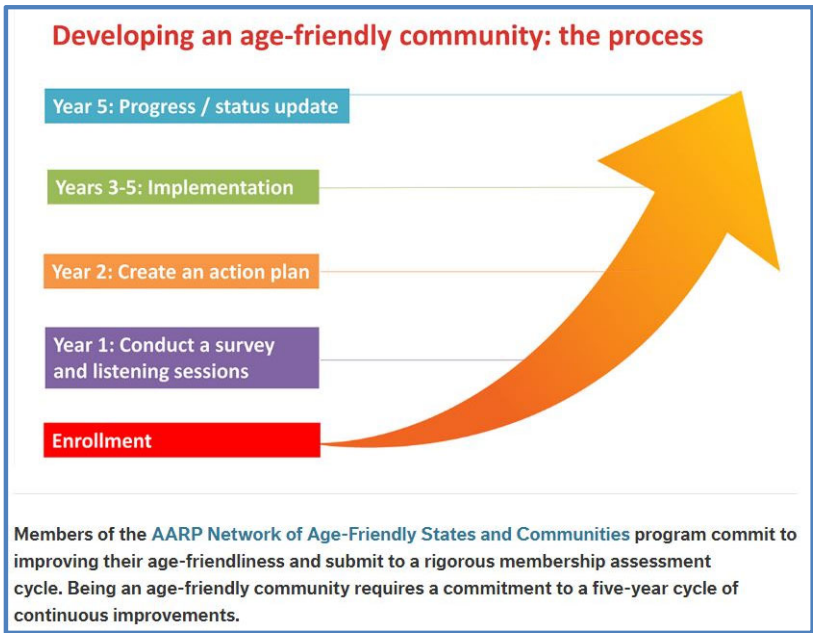 Developing an age-friendly community: the process
Year 5: Progress / status update
Years 3-5: Implementation
Year 2: Create an action plan
Year 1: Conduct a survey
and listening sessions
Enrollment
Members of the AARP Network of Age-Friendly States and Communities program commit to
improving their age-friendliness and submit to a rigorous membership assessment
cycle. Being an age-friendly community requires a commitment to a five-year cycle of
continuous improvements.